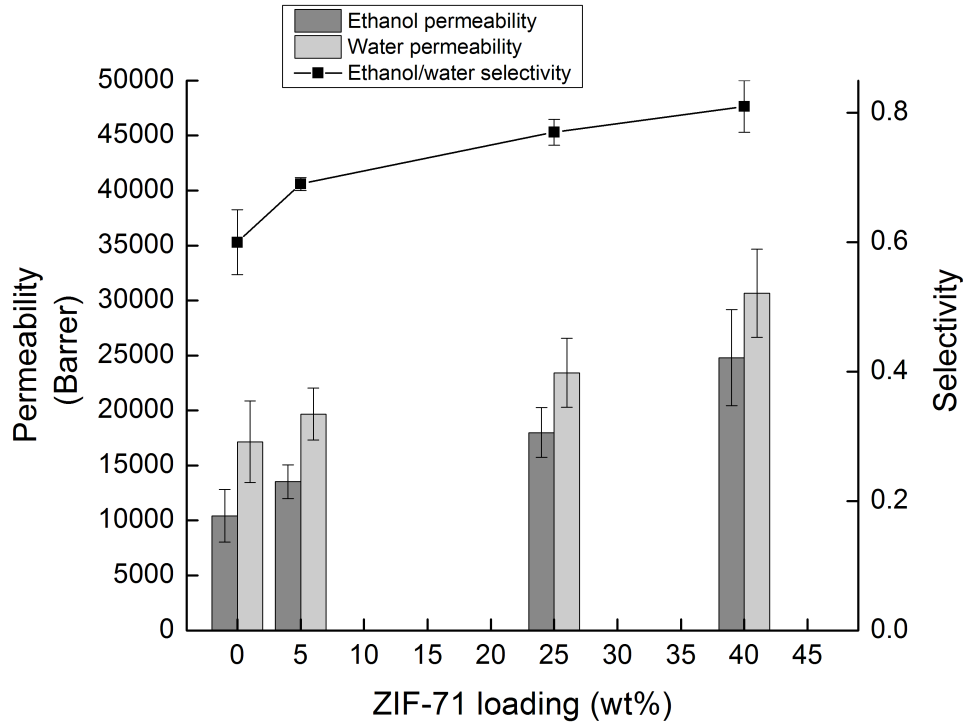 Ethanol permeability
Water permeability
Ethanol/water selectivity
50000
45000
40000
35000
30000
25000
20000
15000
10000
5000
0
Permeability
(Barrer)
0.8
0.6
0.4
0.2
0.0
Selectivity
0 5 10 15 20 25 30 35 40 45
ZIF-71 loading (wt%)